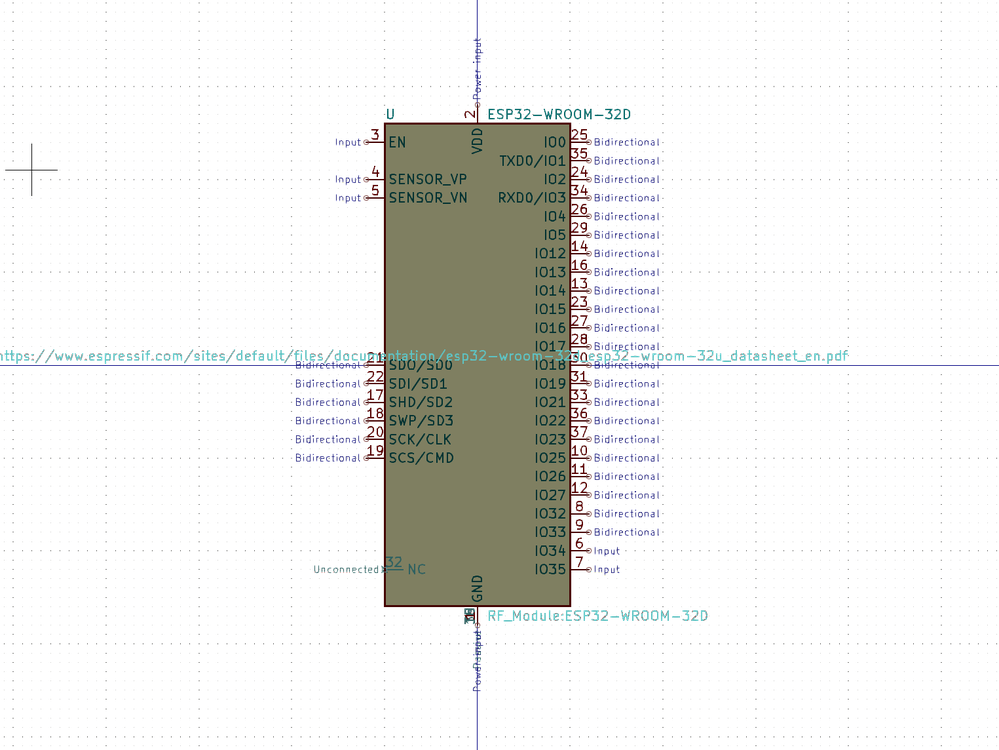 Power input
2
U ESP32-WROOM-32D
VDD
Input 3 EN
IO0 25 Bidirectional
TXD0/IO1 35 Bidirectional
Input 4 SENSOR_VP
IO2 24 Bidirectional
Input 5 SENSOR_VN
RXD0/IO3 34 Bidirectional
IO4 26 Bidirectional
IO5 29 Bidirectional
IO12 14 Bidirectional
IO13 16 Bidirectional
IO14 13 Bidirectional
IO15 23 Bidirectional
IO16 27 Bidirectional
IO17 28 Bidirectional
https://www.espressif.com/sites/default/files/documentation/esp32-wroom-32d_esp32-wroom-32u_datasheet_en.pdf
Bidirectional 21 SDO/SD0
IO18 30 Bidirectional
Bidirectional 22 SDI/SD1
IO19 31 Bidirectional
Bidirectional 17 SHD/SD2
IO21 33 Bidirectional
Bidirectional 18 SWP/SD3
IO22 36 Bidirectional
Bidirectional 20 SCK/CLK
IO23 37 Bidirectional
Bidirectional 19 SCS/CMD
IO25 10 Bidirectional
IO26 11 Bidirectional
IO27 12 Bidirectional
IO32 8 Bidirectional
IO33 9 Bidirectional
IO34 6 Input
Unconnected 32 NC
IO35 7 Input
GND
RF_Module:ESP32-WROOM-32D